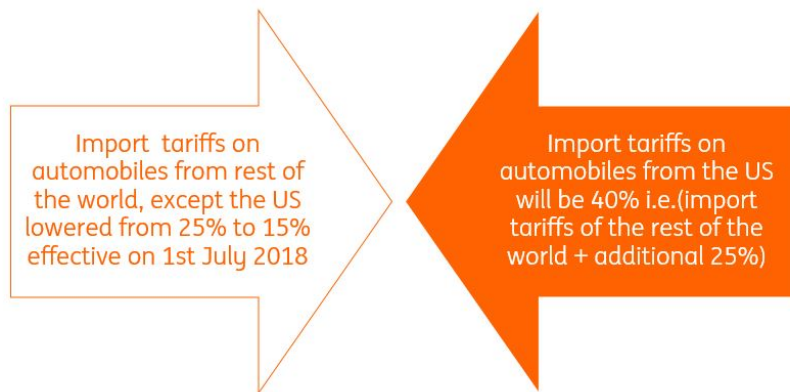 Import tariffs on
automobiles from rest of
the world, except the US
lowered from 25% to 15%
effective on 1st July 2018
Import tariffs on
automobiles from the US
will be 40% i.e.(import
tariffs of the rest of the
world + additional 25%)